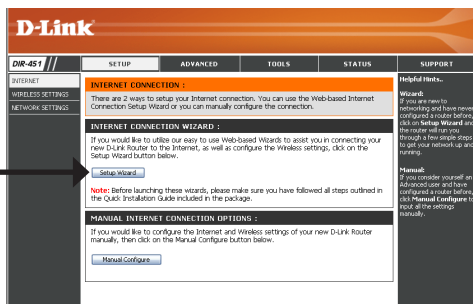 D-Link
DIR-451
SETUP
ADVANCED
TOOLS
STATUS
SUPPORT
INTERNET
WIRELESS SETTINGS
NETWORK SETTINGS
INTERNET CONNECTION :
There are 2 ways to setup your Internet connection. You can use the Web-based Internet
Connection Setup Wizard or you can manually configure the connection.
INTERNET CONNECTION WIZARD :
If you would like to utilize our easy to use Web-based Wizards to assist you in connecting your
new D-Link Router to the Internet, as well as configure the Wireless settings, click on the
Setup Wizard button below.
Setup Wizard
Note: Before launching these wizards, please make sure you have followed all steps outlined in
the Quick Installation Guide included in the package.
MANUAL INTERNET CONNECTION OPTIONS :
If you would like to configure the Internet and Wireless settings of your new D-Link Router
manually, then click on the Manual Configure button below.
Manual Configure
Helpful Hints..
Wizard:
If you are new to
networking and have never
configured a router before,
click on Setup Wizard and
the router will run you
through a few simple steps
to get your network up and
running.
Manual:
If you consider yourself an
Advanced user and have
configured a router before,
click Manual Configure to
input all the settings
manually.